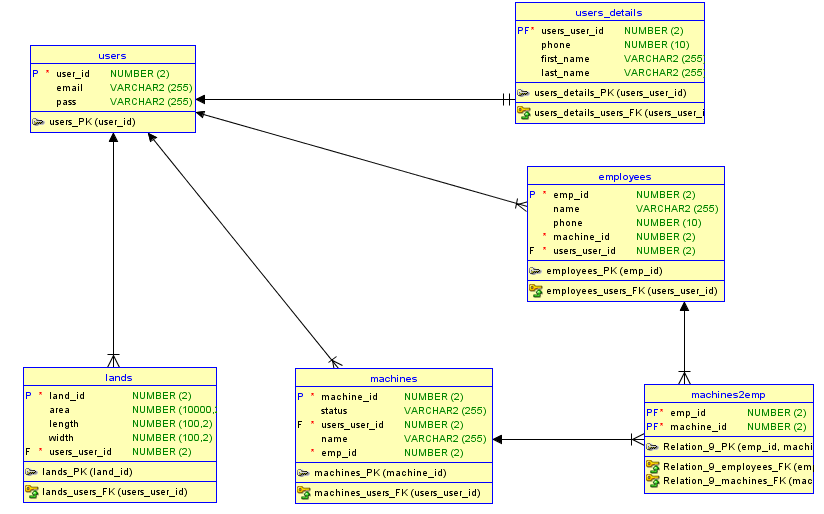 users_details
PF* users_user_id NUMBER (2)
phone NUMBER (10)
first_name VARCHAR2 (255
last_name VARCHAR2 (255
users_details_PK (users_user_id)
users_details_users_FK (users_user_i
users
P * user_id NUMBER (2)
email VARCHAR2 (255)
pass VARCHAR2 (255)
users_PK (user_id)
employees
P * emp_id NUMBER (2)
name VARCHAR2 (255)
phone NUMBER (10)
* machine_id NUMBER (2)
F * users_user_id NUMBER (2)
employees_PK (emp_id)
employees_users_FK (users_user_id)
lands
P * land_id NUMBER (2)
area NUMBER (10000,
length NUMBER (100,2)
width NUMBER (100,2)
F * users_user_id NUMBER (2)
lands_PK (land_id)
lands_users_FK (users_user_id)
machines
P * machine_id NUMBER (2)
status VARCHAR2 (255)
F * users_user_id NUMBER (2)
name VARCHAR2 (255)
* emp_id NUMBER (2)
machines_PK (machine_id)
machines_users_FK (users_user_id)
machines2emp
PF* emp_id NUMBER (2)
PF* machine_id NUMBER (2)
Relation_9_PK (emp_id, machi
Relation_9_employees_FK (em
Relation_9_machines_FK (mac